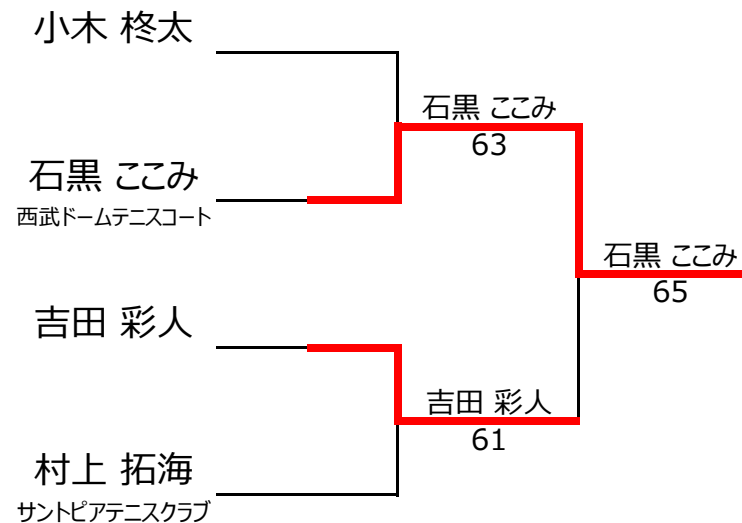 小木 柊太
石黒 ここみ
63
石黒 ここみ
西武ドームテニスコート
石黒 ここみ
65
吉田 彩人
吉田 彩人
61
村上 拓海
サントピアテニスクラブ